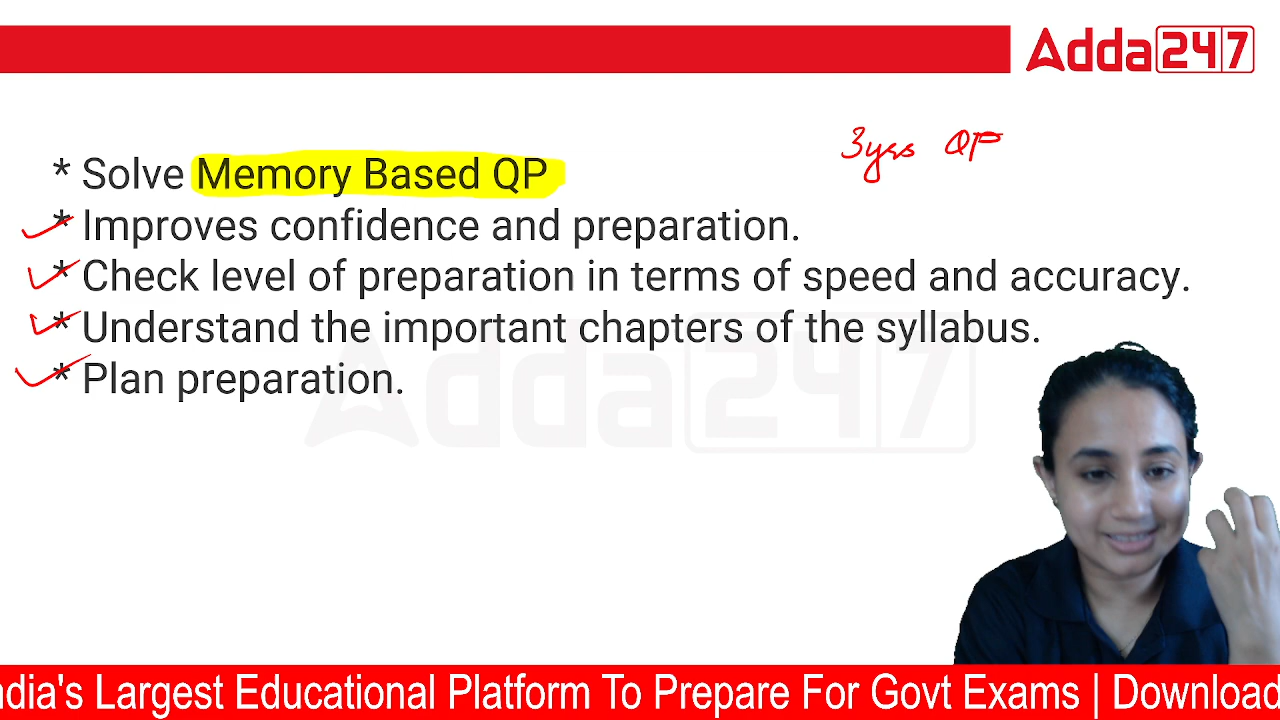 Adda247
3yrs QP
* Solve Memory Based QP
* Improves confidence and preparation.
* Check level of preparation in terms of speed and accuracy.
* Understand the important chapters of the syllabus.
* Plan preparation.
Adda247
ndia's Largest Educational Platform To Prepare For Govt Exams | Download